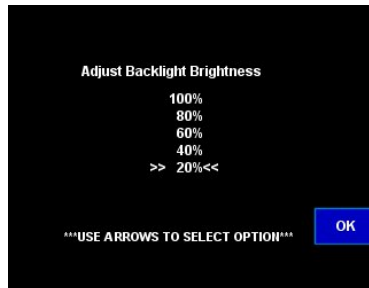 Adjust Backlight Brightness
100%
80%
60%
40%
>> 20%<<
OK
***USE ARROWS TO SELECT OPTION***